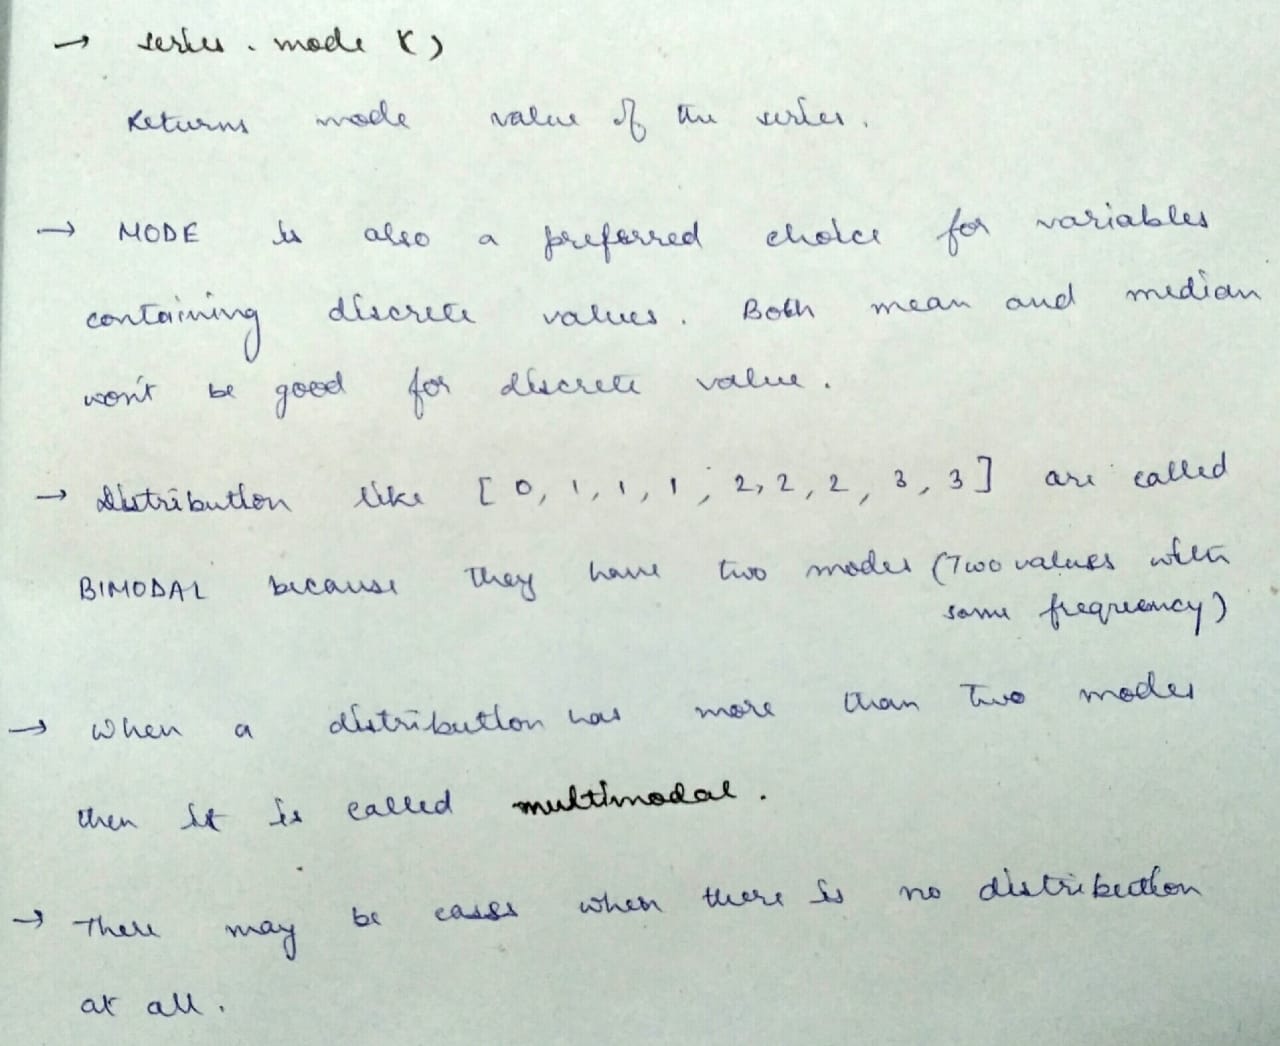 → series . mode ()
Returns mode value of the series .
→ MODE is also a preferred choice for variables
containing discrete values . Both mean and median
won't be good for discrete value .
→ distribution like [ 0, 1, 1, 1, 2, 2, 2, 3, 3 ] are called
BIMODAL because they have two modes (Two values with
same frequency)
→ when a distribution has more than two modes
then it is called multimodal .
→ There may be cases when there is no distribution
at all .